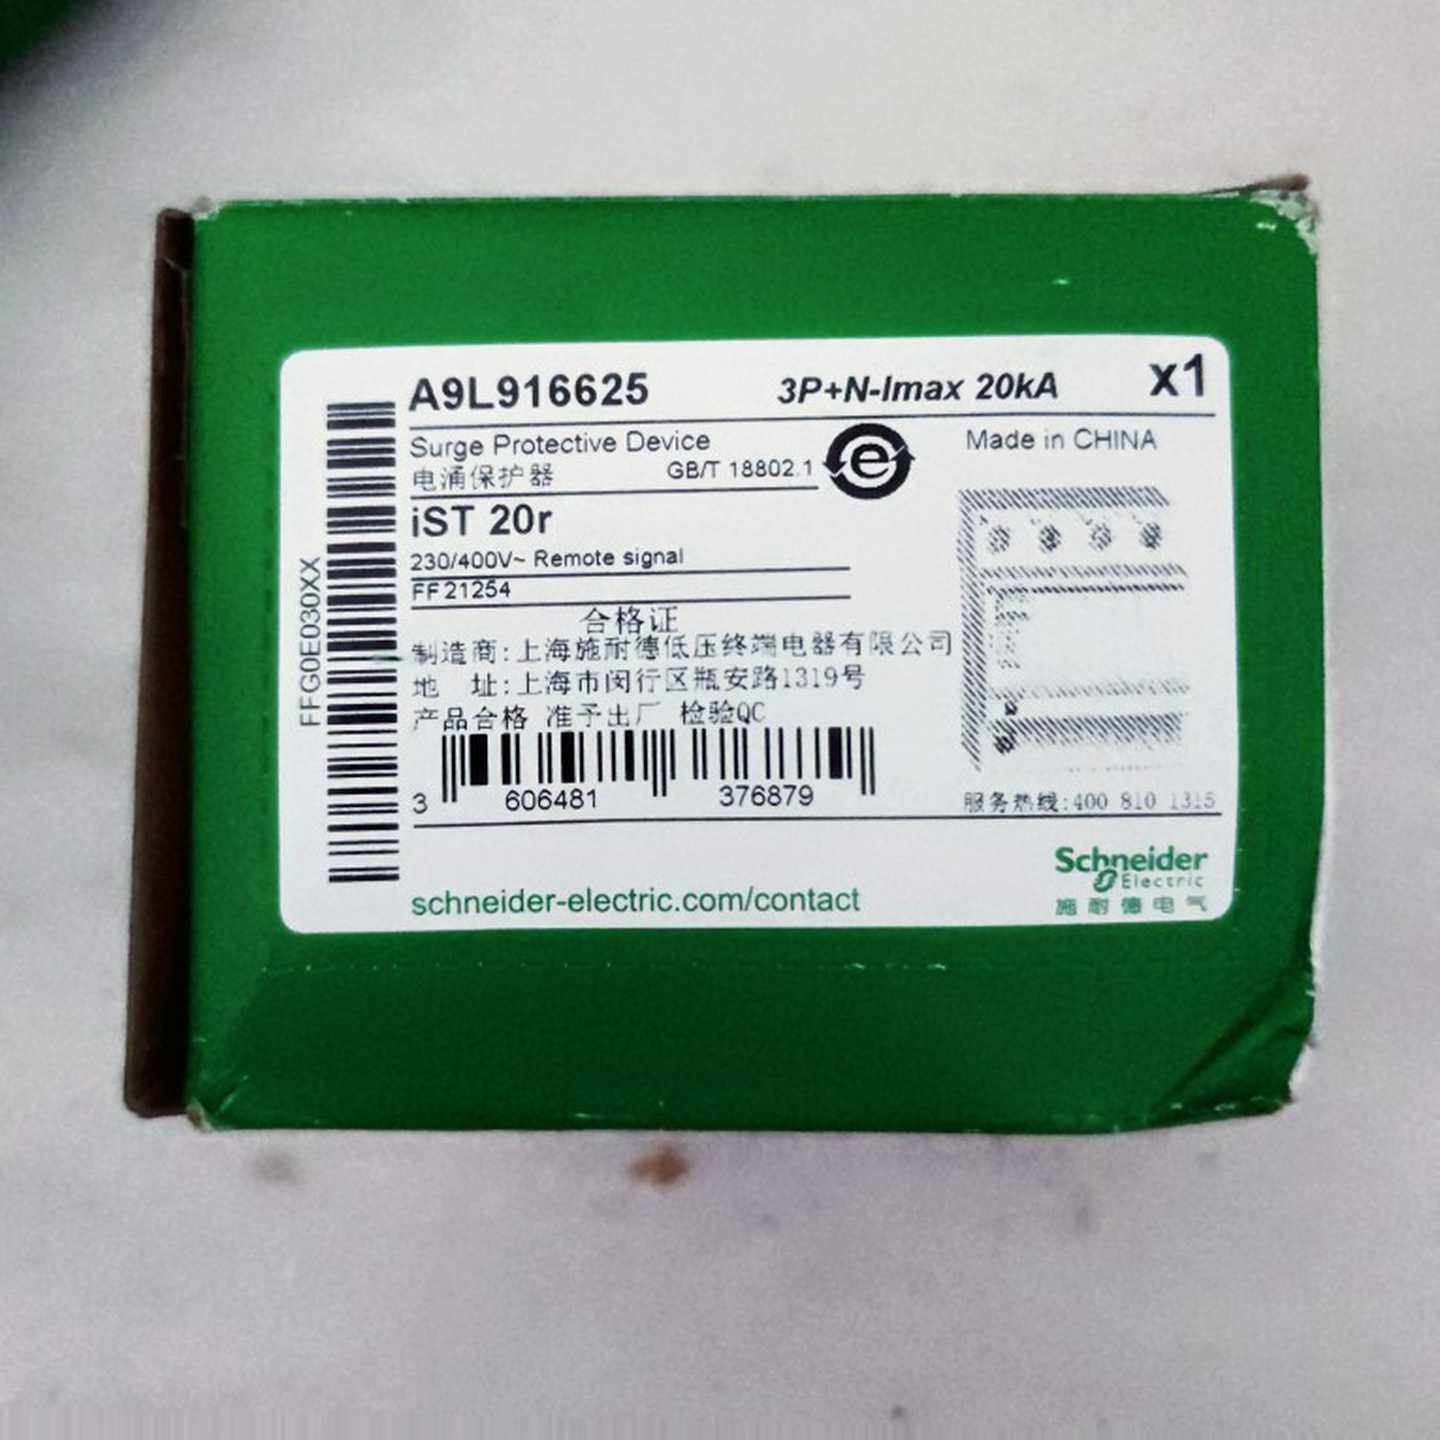 A9L916625 3P+N-Imax 20kA x1
Surge Protective Device Made in CHINA
电涌保护器 GB/T 18802.1
iST 20r
230/400V~ Remote signal
FF21254
合格证
制造商:上海施耐德低压终端电器有限公司
地 址:上海市闵行区瓶安路1319号
产品合格 准予出厂 检验QC
3 606481 376879
服务热线:400 810 1315
schneider-electric.com/contact
Schneider
Electric
施耐德电气
FFG0E030XX